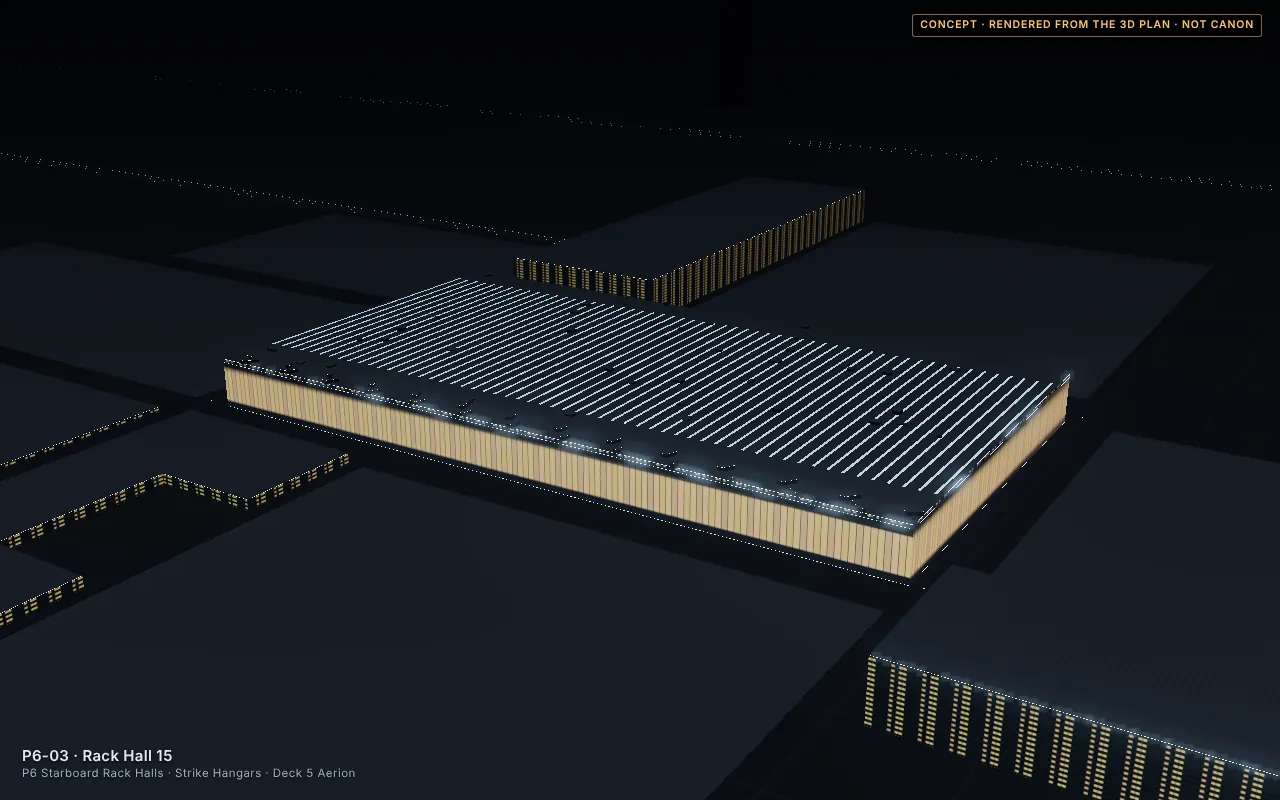 CONCEPT · RENDERED FROM THE 3D PLAN · NOT CANON
P6-03 · Rack Hall 15
P6 Starboard Rack Halls · Strike Hangars · Deck 5 Aerion